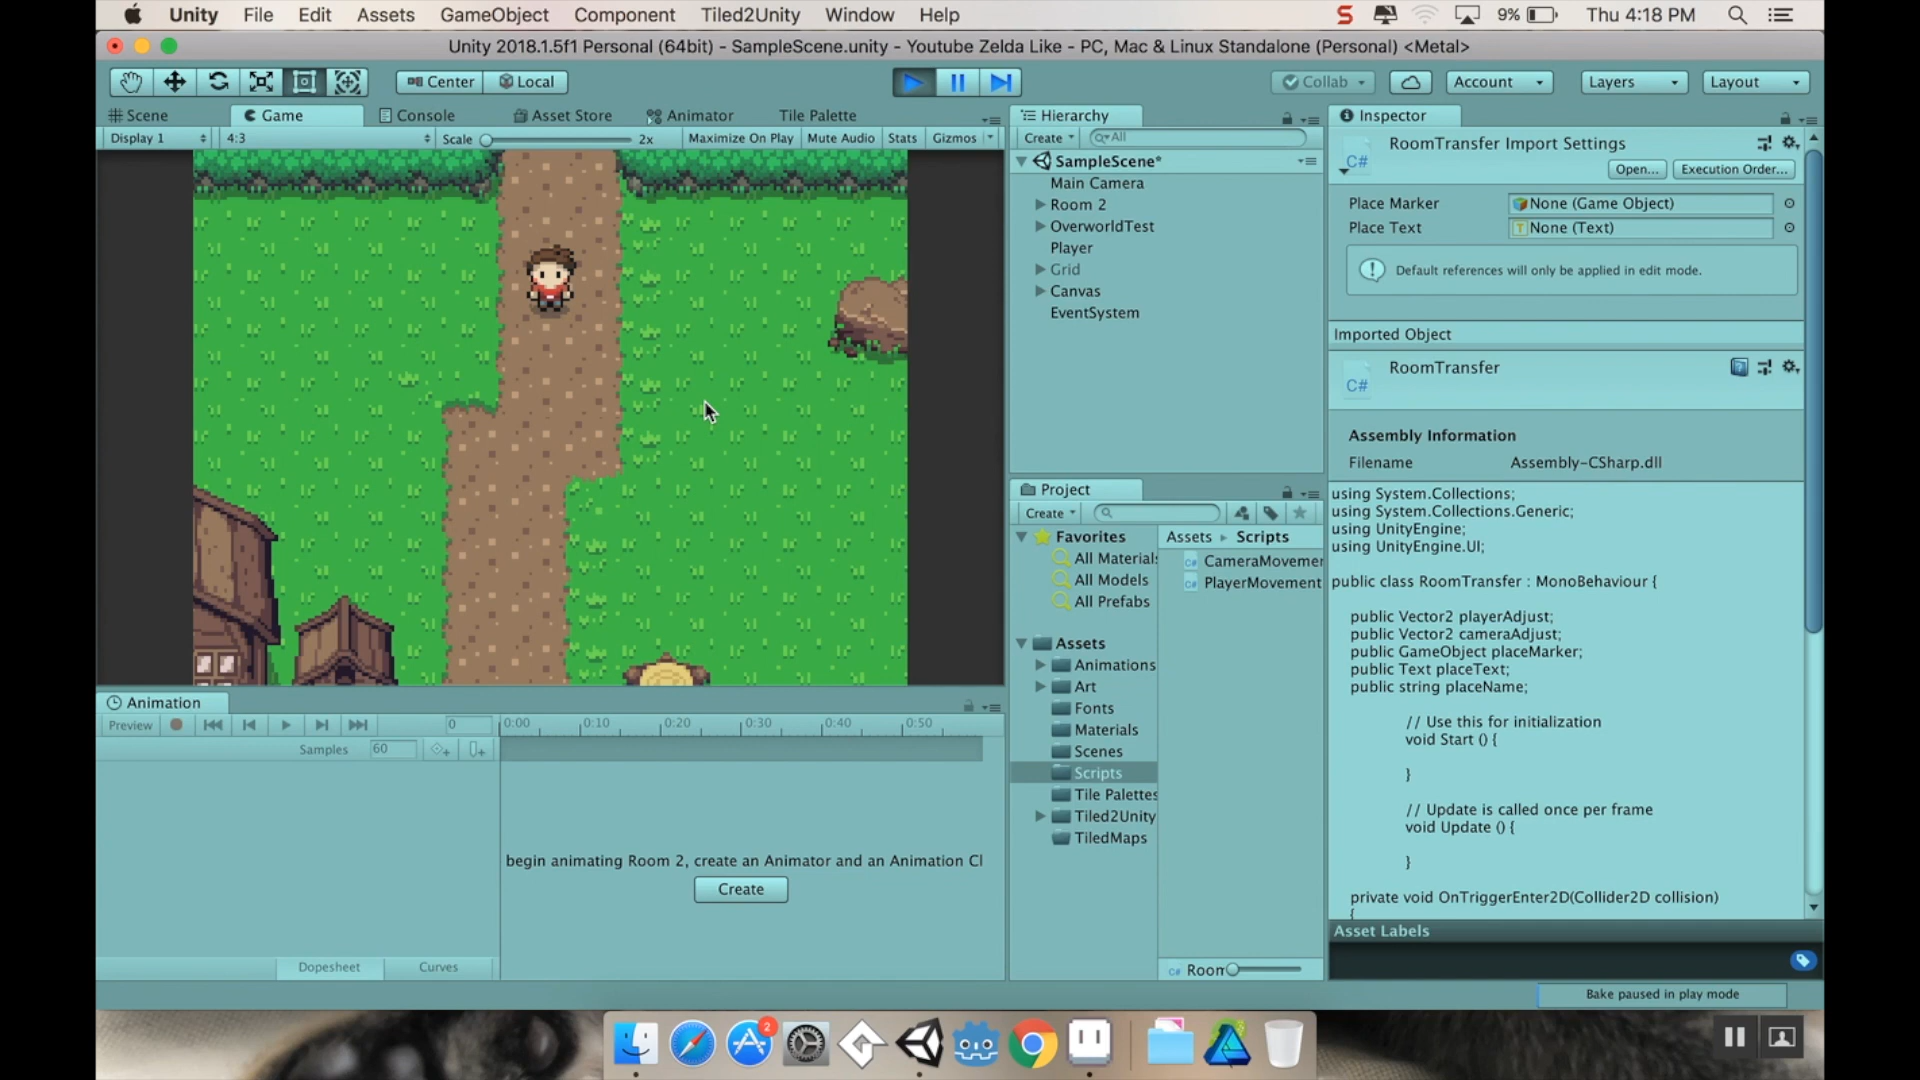 Unity File Edit Assets GameObject Component Tiled2Unity Window Help
9% Thu 4:18 PM
Unity 2018.1.5f1 Personal (64bit) - SampleScene.unity - Youtube Zelda Like - PC, Mac & Linux Standalone (Personal) <Metal>
Center Local
Collab Account Layers Layout
Scene Game Console Asset Store Animator Tile Palette
Display 1 4:3 Scale 2x Maximize On Play Mute Audio Stats Gizmos
Hierarchy
Create All
SampleScene*
Main Camera
Room 2
OverworldTest
Player
Grid
Canvas
EventSystem
Inspector
RoomTransfer Import Settings
C#
Open... Execution Order...
Place Marker None (Game Object)
Place Text None (Text)
Default references will only be applied in edit mode.
Imported Object
RoomTransfer
C#
Assembly Information
Filename Assembly-CSharp.dll
using System.Collections;
using System.Collections.Generic;
using UnityEngine;
using UnityEngine.UI;
public class RoomTransfer : MonoBehaviour {
public Vector2 playerAdjust;
public Vector2 cameraAdjust;
public GameObject placeMarker;
public Text placeText;
public string placeName;
// Use this for initialization
void Start () {
}
// Update is called once per frame
void Update () {
}
private void OnTriggerEnter2D(Collider2D collision)
{
Asset Labels
Project
Create
Favorites
All Materials
All Models
All Prefabs
Assets
Animations
Art
Fonts
Materials
Scenes
Scripts
Tile Palettes
Tiled2Unity
TiledMaps
Assets Scripts
CameraMovemer
PlayerMovement
Room
Animation
Preview 0 0:00 0:10 0:20 0:30 0:40 0:50
Samples 60
begin animating Room 2, create an Animator and an Animation Cl
Create
Dopesheet Curves
Bake paused in play mode
2